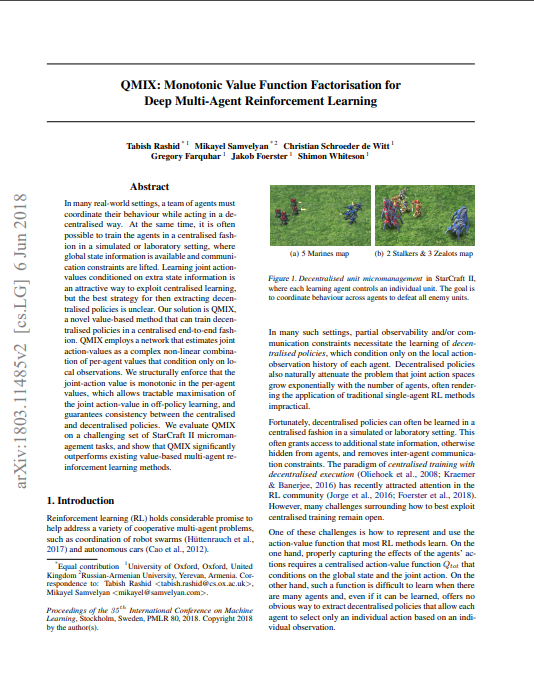 QMIX: Monotonic Value Function Factorisation for
Deep Multi-Agent Reinforcement Learning
Tabish Rashid * 1 Mikayel Samvelyan * 2 Christian Schroeder de Witt 1
Gregory Farquhar 1 Jakob Foerster 1 Shimon Whiteson 1
arXiv:1803.11485v2 [cs.LG] 6 Jun 2018
Abstract
In many real-world settings, a team of agents must
coordinate their behaviour while acting in a de-
centralised way. At the same time, it is often
possible to train the agents in a centralised fash-
ion in a simulated or laboratory setting, where
global state information is available and communi-
cation constraints are lifted. Learning joint action-
values conditioned on extra state information is
an attractive way to exploit centralised learning,
but the best strategy for then extracting decen-
tralised policies is unclear. Our solution is QMIX,
a novel value-based method that can train decen-
tralised policies in a centralised end-to-end fash-
ion. QMIX employs a network that estimates joint
action-values as a complex non-linear combination
of per-agent values that condition only on lo-
cal observations. We structurally enforce that the
joint-action value is monotonic in the per-agent
values, which allows tractable maximisation of
the joint action-value in off-policy learning, and
guarantees consistency between the centralised
and decentralised policies. We evaluate QMIX
on a challenging set of StarCraft II microman-
agement tasks, and show that QMIX significantly
outperforms existing value-based multi-agent re-
inforcement learning methods.
1. Introduction
Reinforcement learning (RL) holds considerable promise to
help address a variety of cooperative multi-agent problems,
such as coordination of robot swarms (Hüttenrauch et al.,
2017) and autonomous cars (Cao et al., 2012).
*Equal contribution 1University of Oxford, Oxford, United
Kingdom 2Russian-Armenian University, Yerevan, Armenia. Cor-
respondence to: Tabish Rashid <tabish.rashid@cs.ox.ac.uk>,
Mikayel Samvelyan <mikayel@samvelyan.com>.
Proceedings of the 35th International Conference on Machine
Learning, Stockholm, Sweden, PMLR 80, 2018. Copyright 2018
by the author(s).
(a) 5 Marines map (b) 2 Stalkers & 3 Zealots map
Figure 1. Decentralised unit micromanagement in StarCraft II,
where each learning agent controls an individual unit. The goal is
to coordinate behaviour across agents to defeat all enemy units.
In many such settings, partial observability and/or com-
munication constraints necessitate the learning of decen-
tralised policies, which condition only on the local action-
observation history of each agent. Decentralised policies
also naturally attenuate the problem that joint action spaces
grow exponentially with the number of agents, often render-
ing the application of traditional single-agent RL methods
impractical.
Fortunately, decentralised policies can often be learned in a
centralised fashion in a simulated or laboratory setting. This
often grants access to additional state information, otherwise
hidden from agents, and removes inter-agent communica-
tion constraints. The paradigm of centralised training with
decentralised execution (Oliehoek et al., 2008; Kraemer
& Banerjee, 2016) has recently attracted attention in the
RL community (Jorge et al., 2016; Foerster et al., 2018).
However, many challenges surrounding how to best exploit
centralised training remain open.
One of these challenges is how to represent and use the
action-value function that most RL methods learn. On the
one hand, properly capturing the effects of the agents' ac-
tions requires a centralised action-value function Qtot that
conditions on the global state and the joint action. On the
other hand, such a function is difficult to learn when there
are many agents and, even if it can be learned, offers no
obvious way to extract decentralised policies that allow each
agent to select only an individual action based on an indi-
vidual observation.